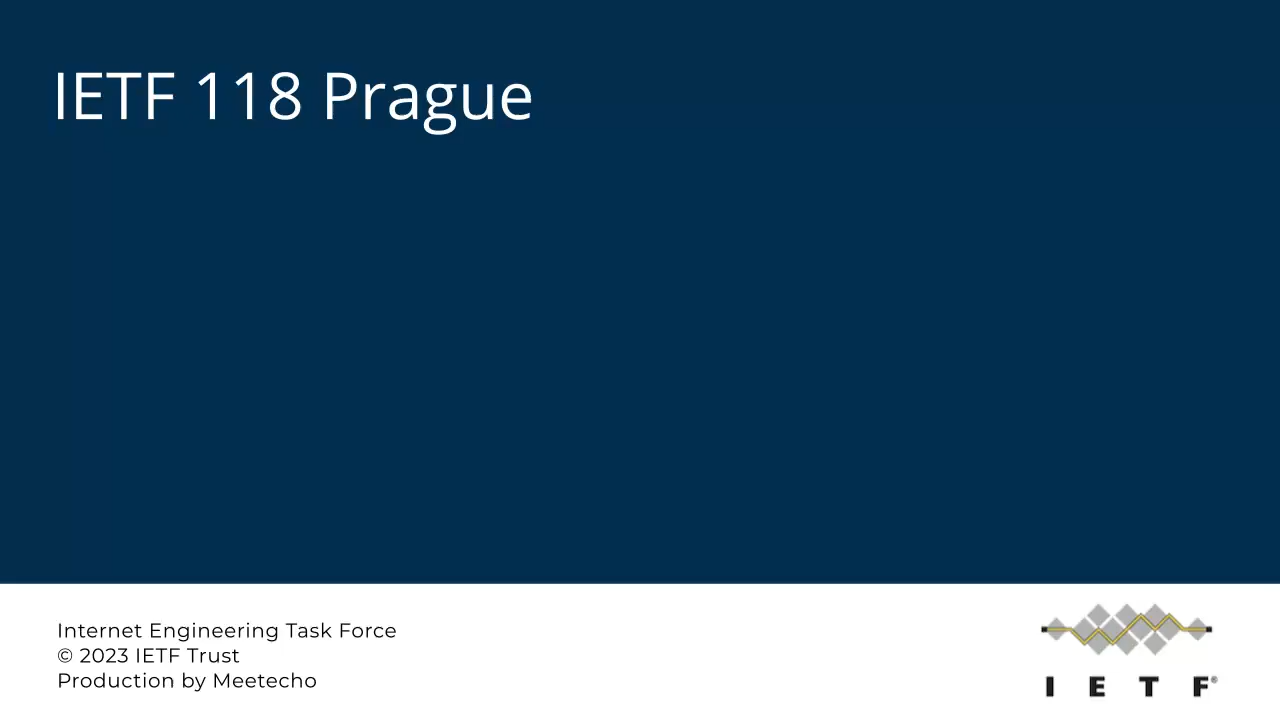 IETF 118 Prague
Internet Engineering Task Force
© 2023 IETF Trust
Production by Meetecho
I E T F®